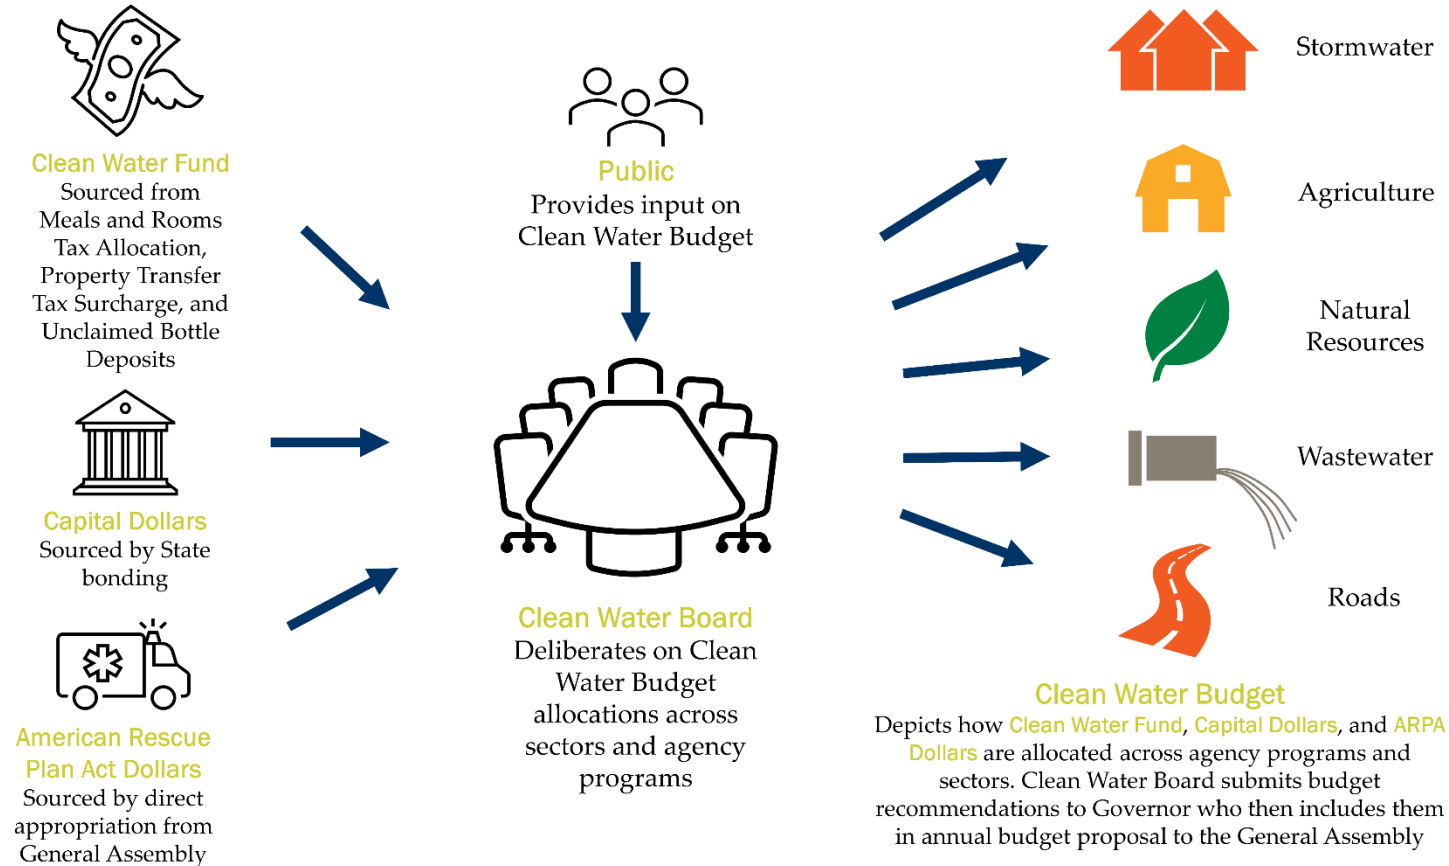 Clean Water Fund
Sourced from
Meals and Rooms
Tax Allocation,
Property Transfer
Tax Surcharge, and
Unclaimed Bottle
Deposits
Capital Dollars
Sourced by State
bonding
American Rescue
Plan Act Dollars
Sourced by direct
appropriation from
General Assembly
Public
Provides input on
Clean Water Budget
Clean Water Board
Deliberates on Clean
Water Budget
allocations across
sectors and agency
programs
Stormwater
Agriculture
Natural
Resources
Wastewater
Roads
Clean Water Budget
Depicts how Clean Water Fund, Capital Dollars, and ARPA
Dollars are allocated across agency programs and
sectors. Clean Water Board submits budget
recommendations to Governor who then includes them
in annual budget proposal to the General Assembly